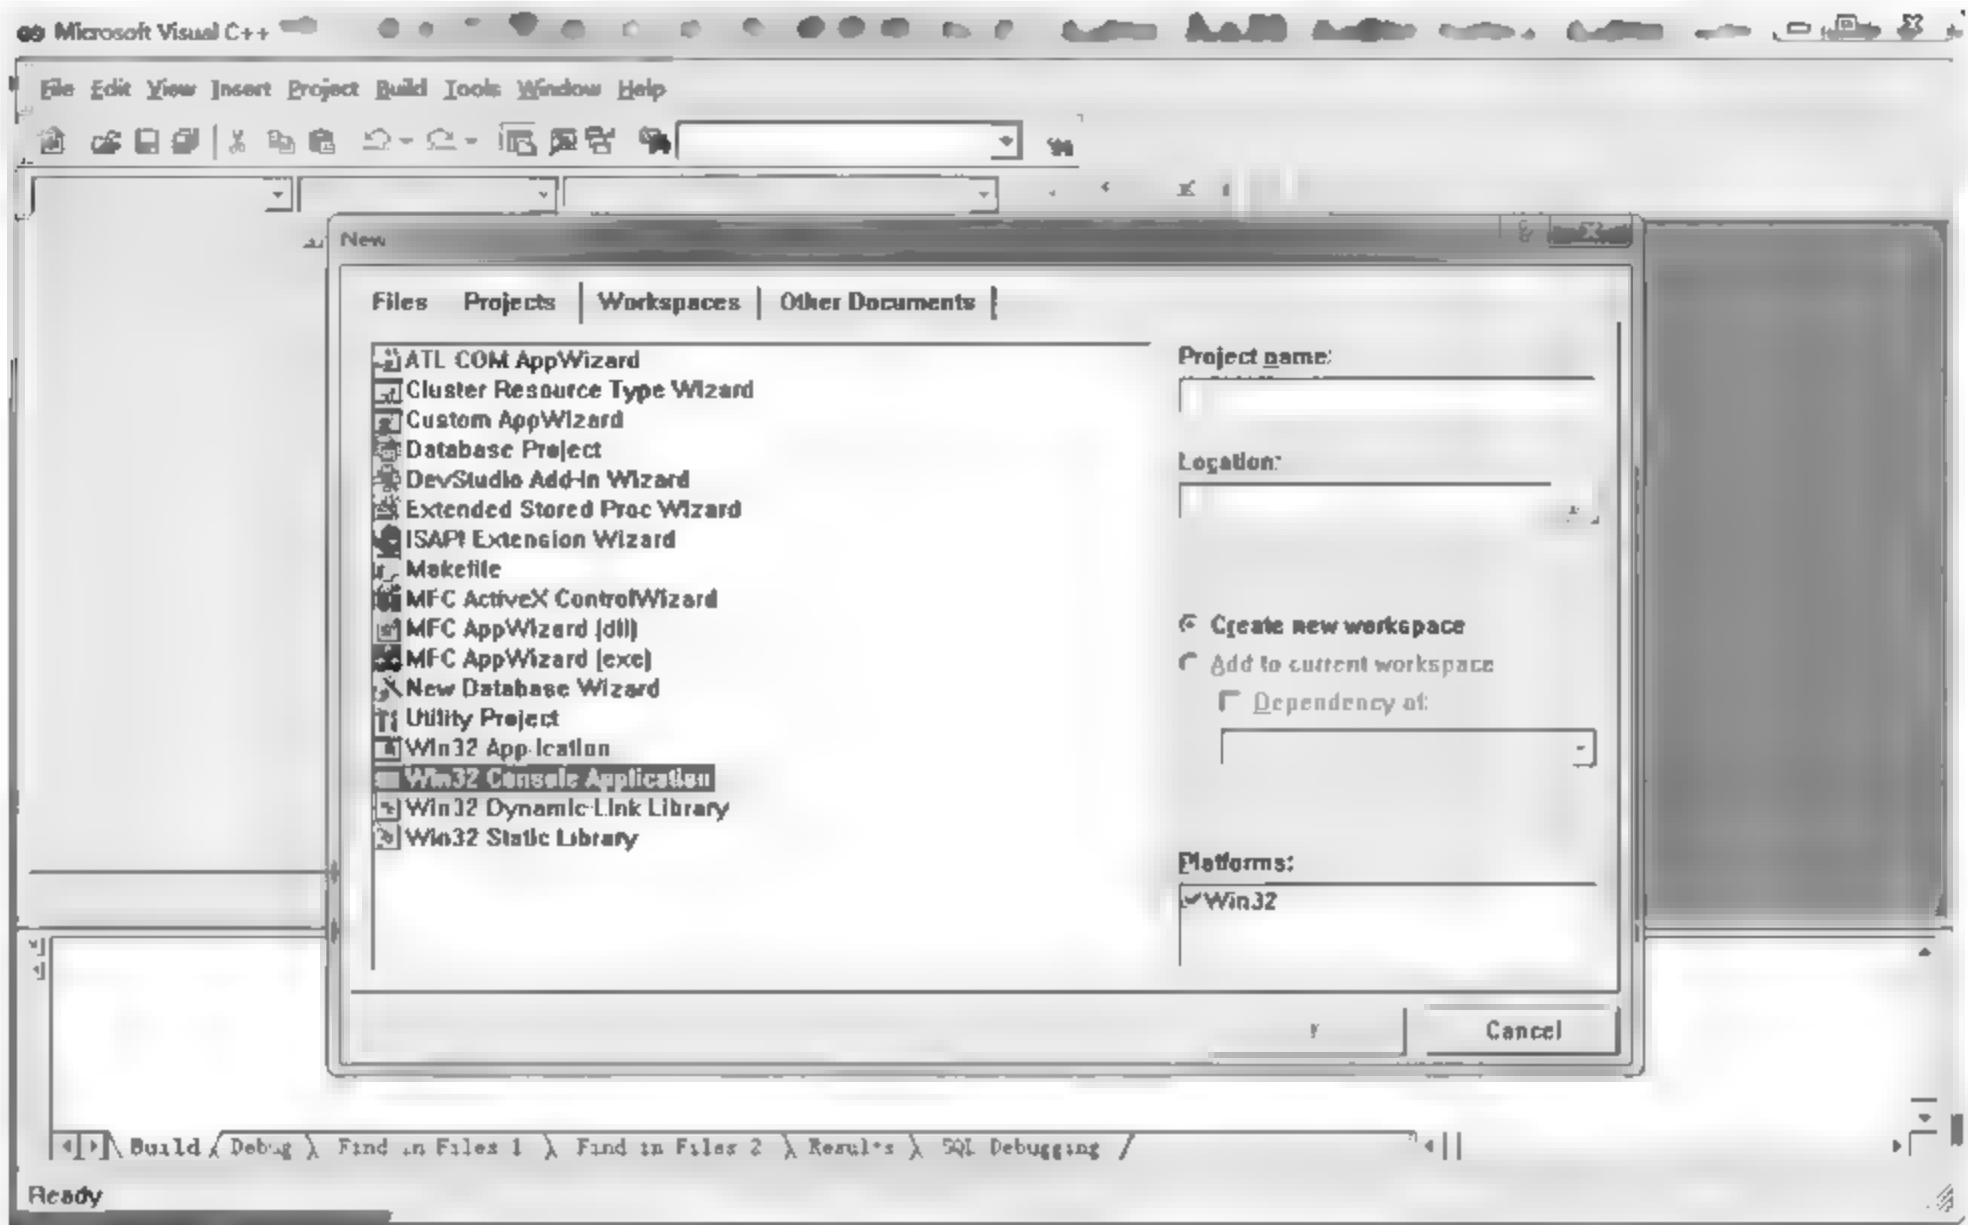 Microsoft Visual C++
File Edit View Insert Project Build Tools Window Help
New
Files Projects Workspaces Other Documents
ATL COM AppWizard
Cluster Resource Type Wizard
Custom AppWizard
Database Project
DevStudio Add-in Wizard
Extended Stored Proc Wizard
ISAPI Extension Wizard
Makefile
MFC ActiveX ControlWizard
MFC AppWizard (dll)
MFC AppWizard (exe)
New Database Wizard
Utility Project
Win32 Application
Win32 Console Application
Win32 Dynamic-Link Library
Win32 Static Library
Project name:
Location:
Create new workspace
Add to current workspace
Dependency of:
Platforms:
Win32
Cancel
Build Debug Find in Files 1 Find in Files 2 Results SQL Debugging
Ready